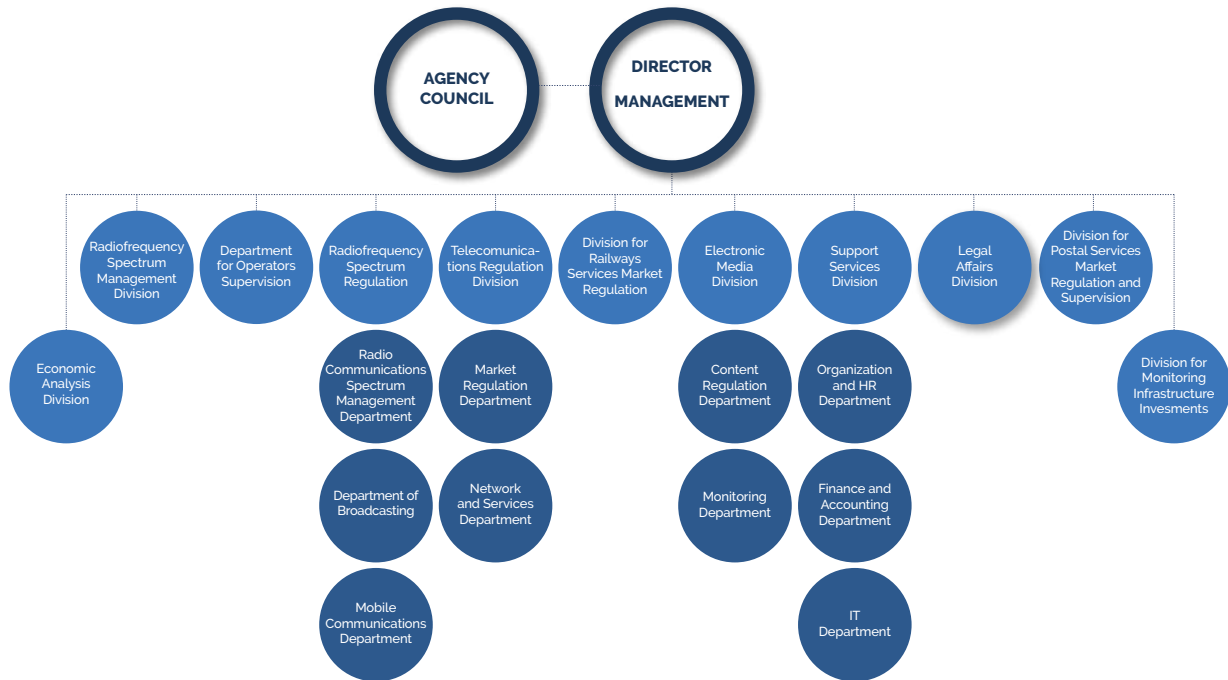 AGENCY
COUNCIL
DIRECTOR
MANAGEMENT
Radiofrequency
Spectrum
Management
Division
Department
for Operators
Supervision
Radiofrequency
Spectrum
Regulation
Telecomunica-
tions Regulation
Division
Division for
Railways
Services Market
Regulation
Electronic
Media
Division
Support
Services
Division
Legal
Affairs
Division
Division for
Postal Services
Market
Regulation and
Supervision
Economic
Analysis
Division
Radio
Communications
Spectrum
Management
Department
Market
Regulation
Department
Content
Regulation
Department
Organization
and HR
Department
Division for
Monitoring
Infrastructure
Invesments
Department of
Broadcasting
Network
and Services
Department
Monitoring
Department
Finance and
Accounting
Department
Mobile
Communications
Department
IT
Department